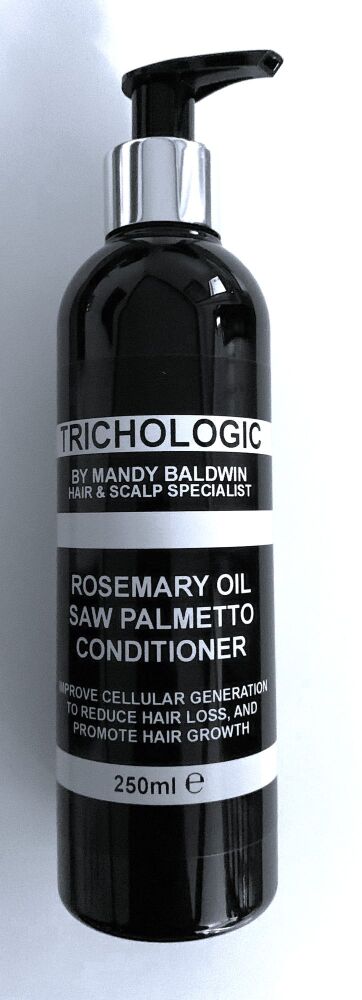 TRICHOLOGIC
BY MANDY BALDWIN
HAIR & SCALP SPECIALIST
ROSEMARY OIL
SAW PALMETTO
CONDITIONER
IMPROVE CELLULAR GENERATION
TO REDUCE HAIR LOSS, AND
PROMOTE HAIR GROWTH
250ml ℮